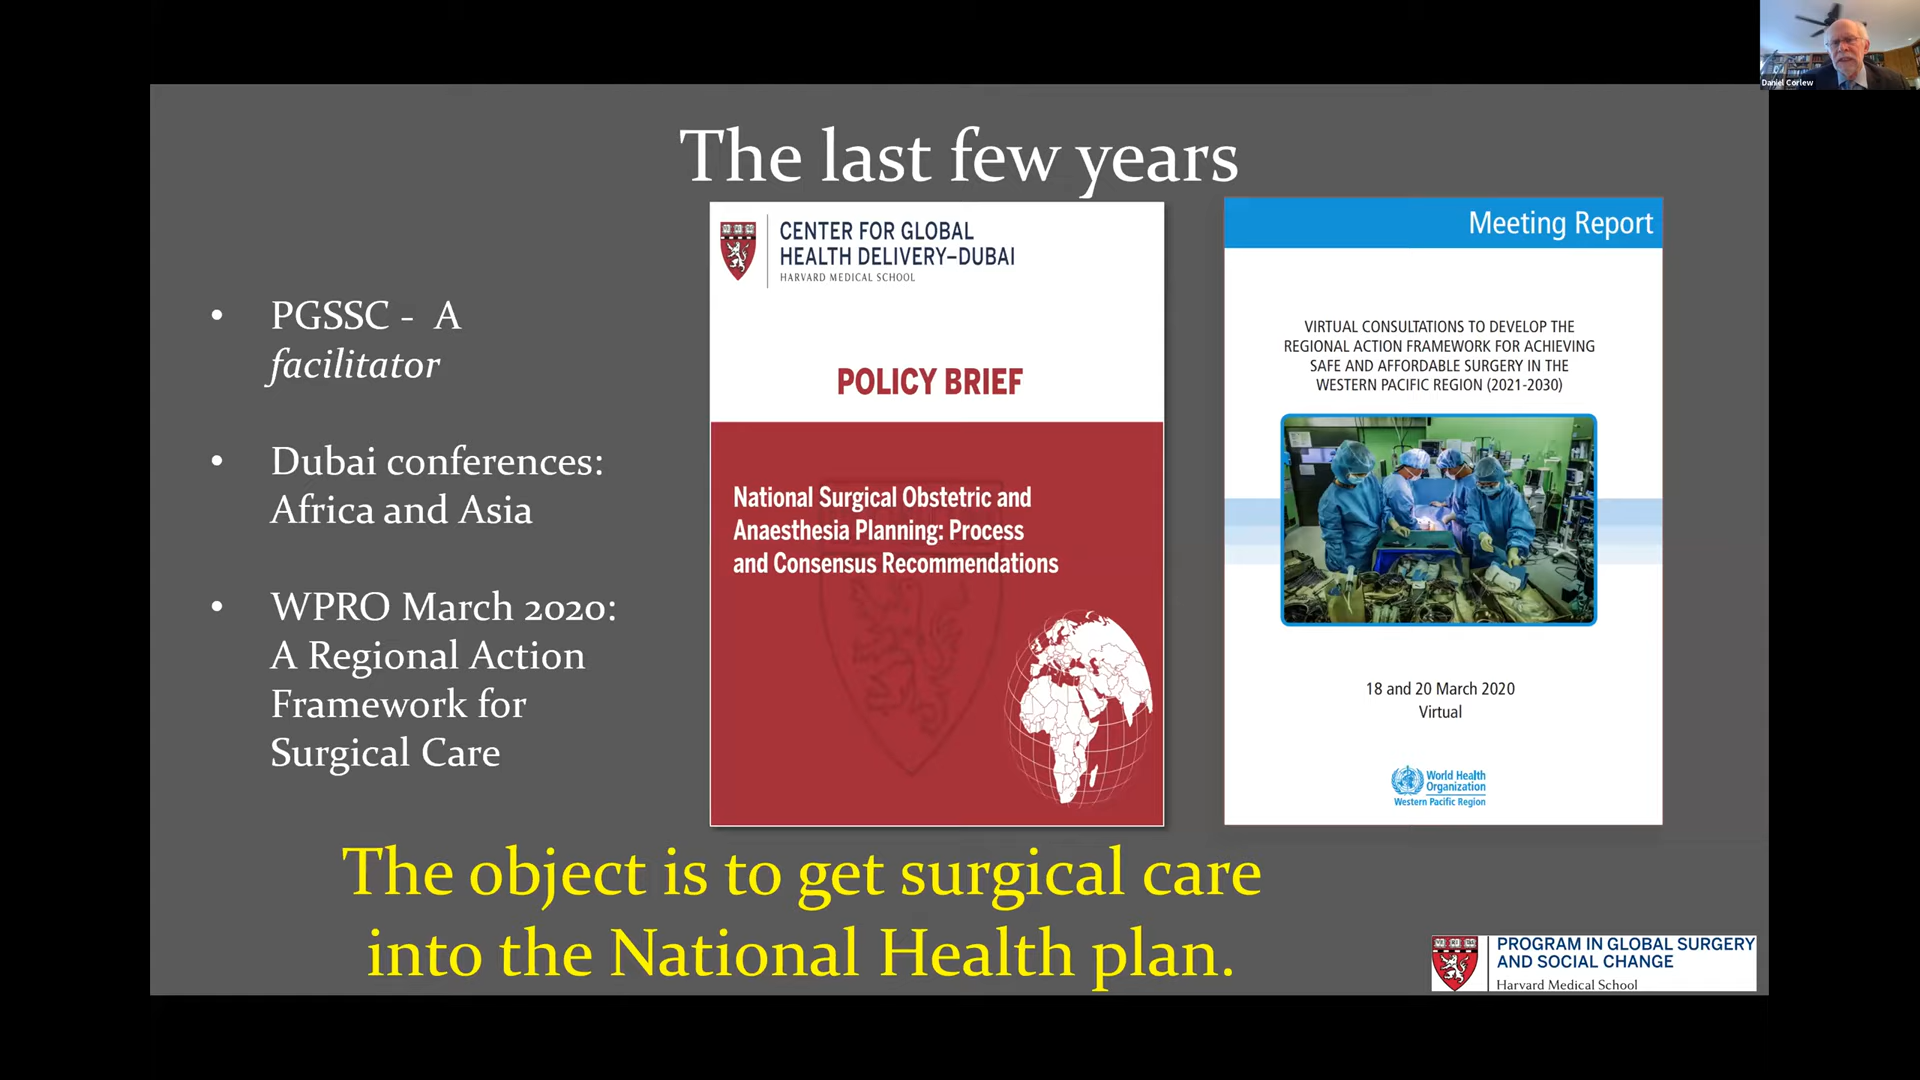 Daniel Corlew
The last few years
• PGSSC - A
facilitator
• Dubai conferences:
Africa and Asia
• WPRO March 2020:
A Regional Action
Framework for
Surgical Care
CENTER FOR GLOBAL
HEALTH DELIVERY–DUBAI
HARVARD MEDICAL SCHOOL
POLICY BRIEF
National Surgical Obstetric and
Anaesthesia Planning: Process
and Consensus Recommendations
Meeting Report
VIRTUAL CONSULTATIONS TO DEVELOP THE
REGIONAL ACTION FRAMEWORK FOR ACHIEVING
SAFE AND AFFORDABLE SURGERY IN THE
WESTERN PACIFIC REGION (2021-2030)
18 and 20 March 2020
Virtual
World Health
Organization
Western Pacific Region
The object is to get surgical care
into the National Health plan.
PROGRAM IN GLOBAL SURGERY
AND SOCIAL CHANGE
Harvard Medical School